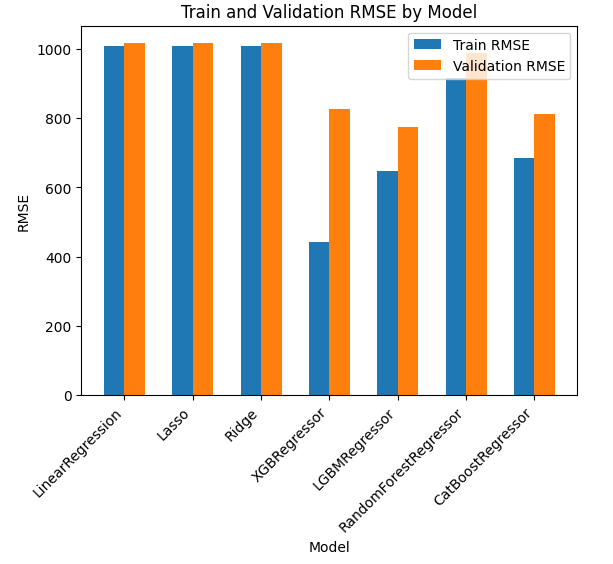 Train and Validation RMSE by Model
Train RMSE
Validation RMSE
RMSE
1000
800
600
400
200
0
LinearRegression
Lasso
Ridge
XGBRegressor
LGBMRegressor
RandomForestRegressor
CatBoostRegressor
Model